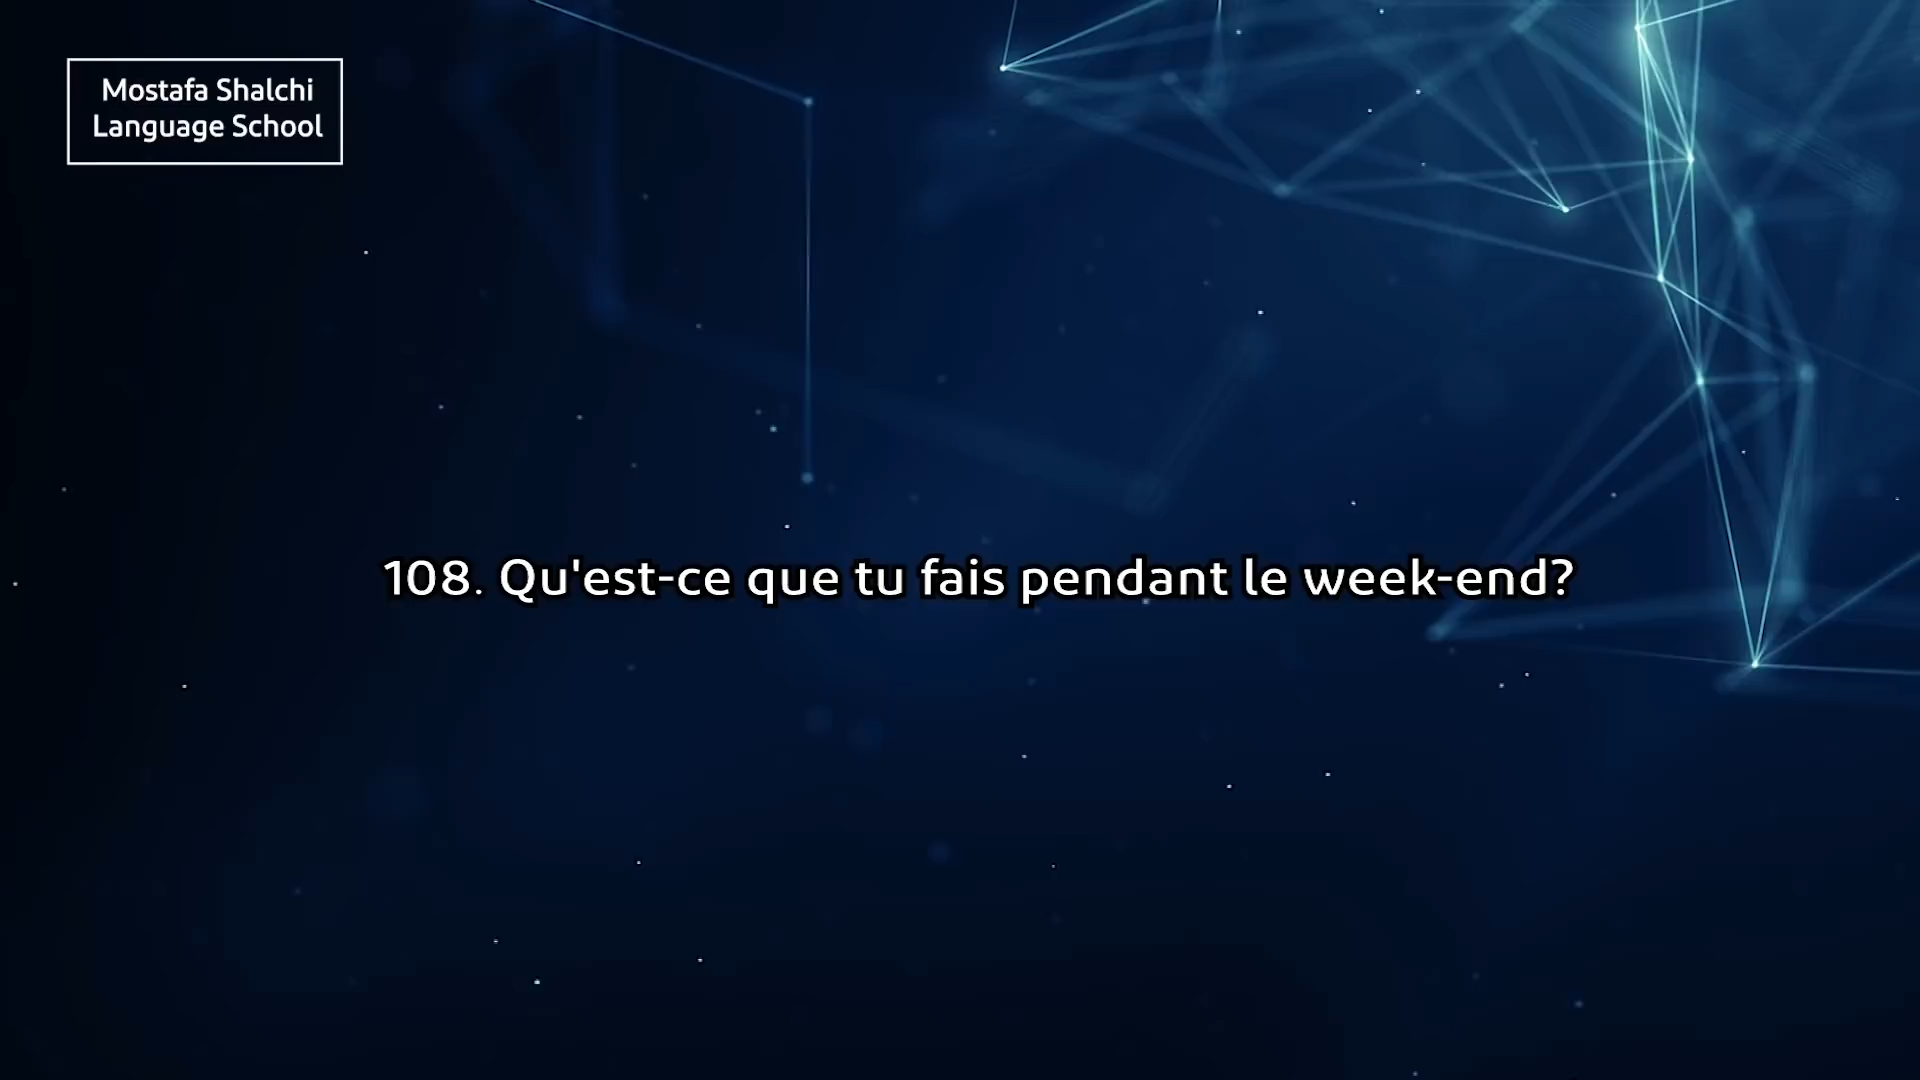 Mostafa Shalchi
Language School
108. Qu'est-ce que tu fais pendant le week-end?